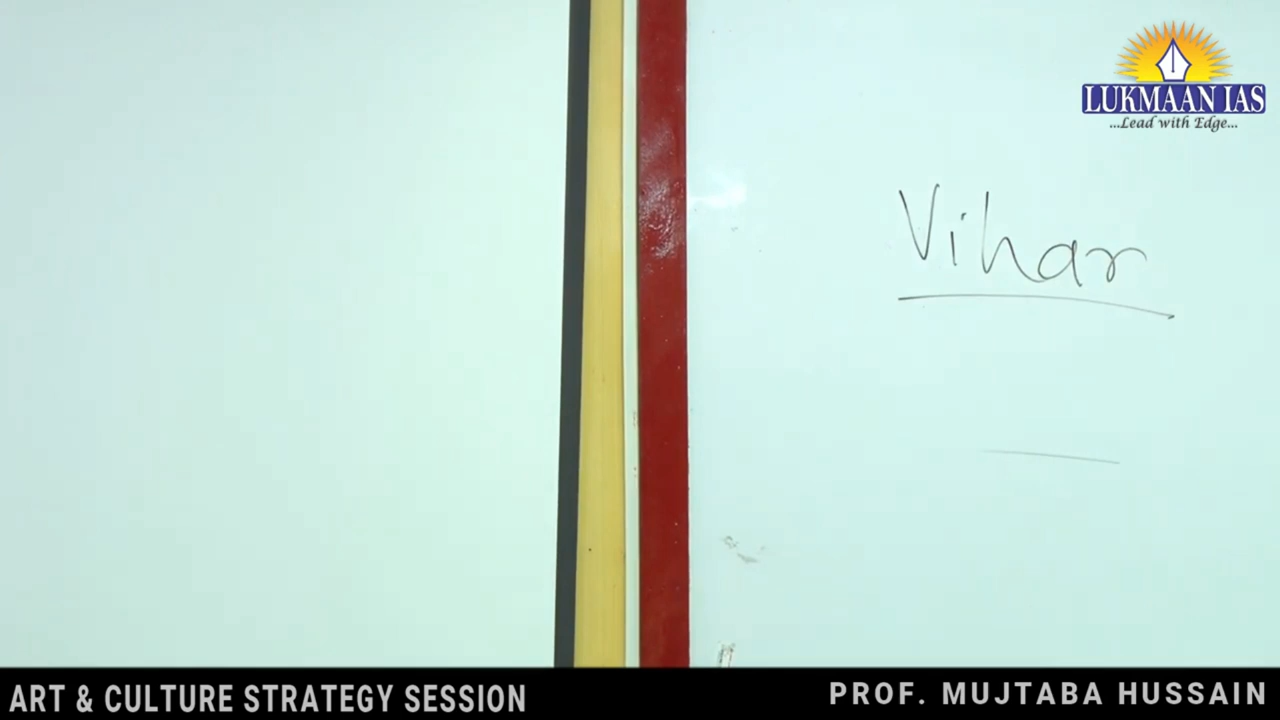 LUKMAAN IAS
...Lead with Edge...
Vihar
ART & CULTURE STRATEGY SESSION
PROF. MUJTABA HUSSAIN